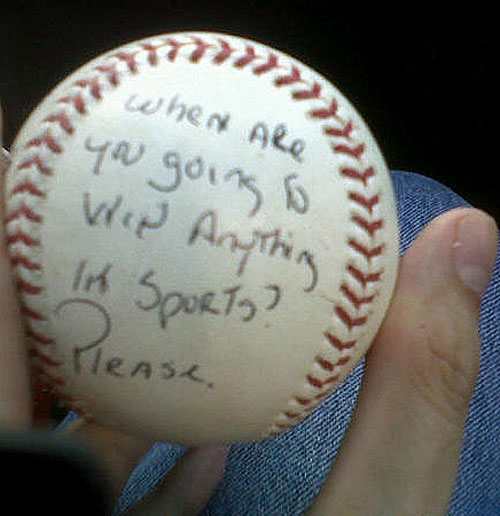 WHEN ARE
YOU going to
WIN Anything
IN SPORTS?
PLEASE.